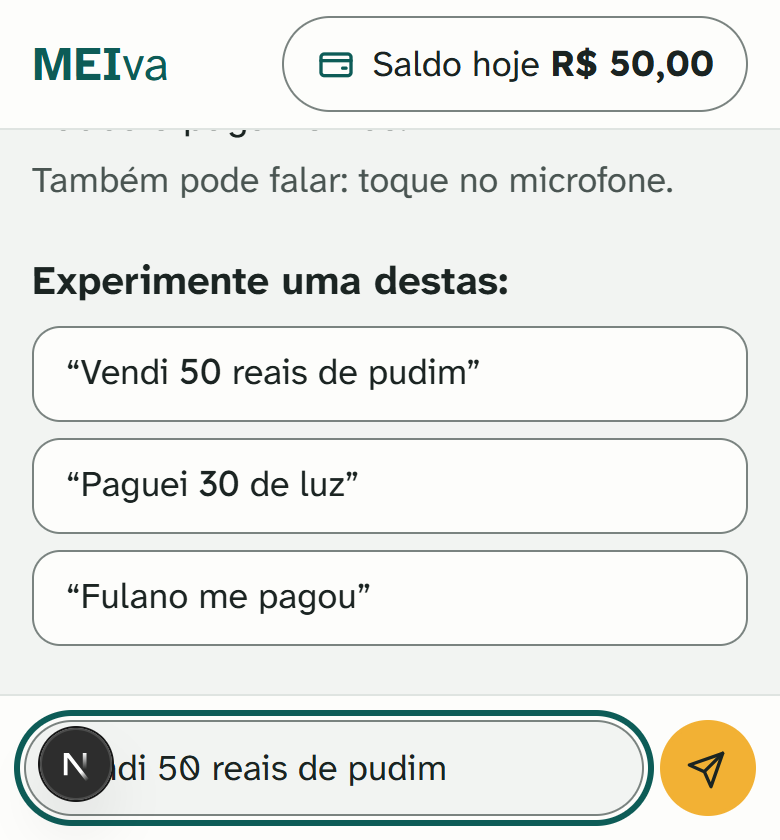 MEIva
Saldo hoje R$ 50,00
Também pode falar: toque no microfone.
Experimente uma destas:
“Vendi 50 reais de pudim”
“Paguei 30 de luz”
“Fulano me pagou”
N
di 50 reais de pudim